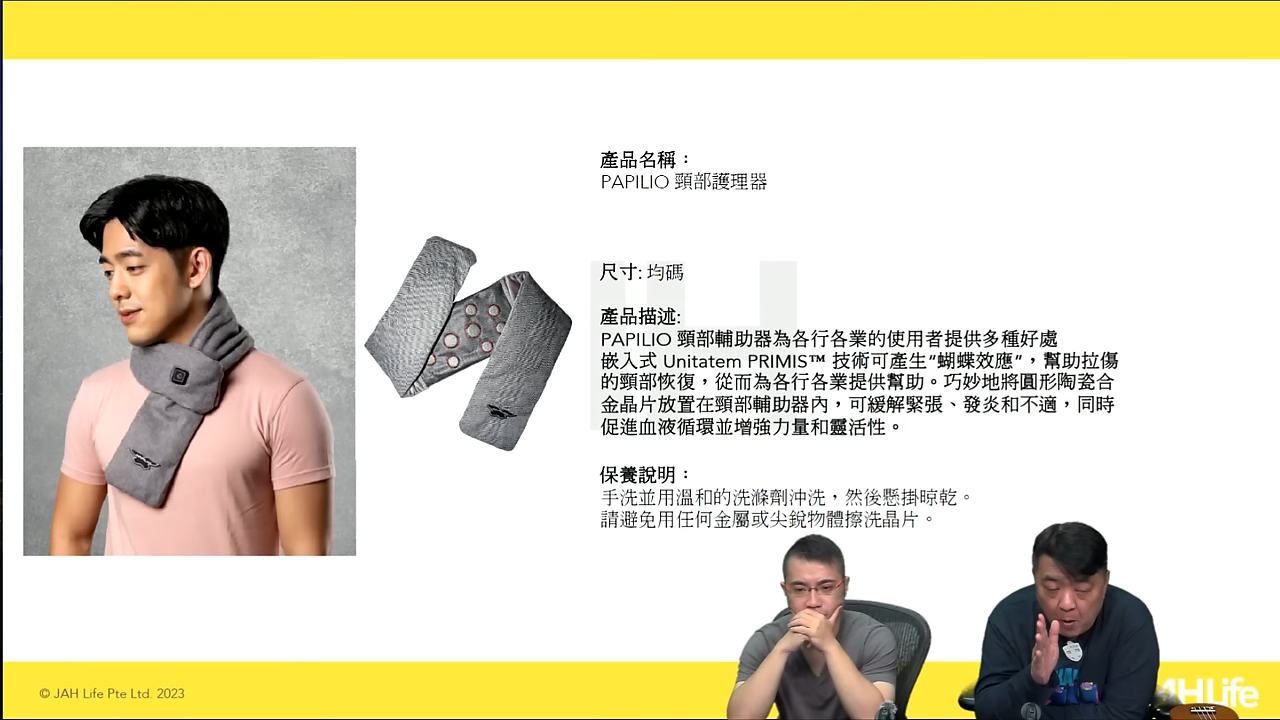 產品名稱：
PAPILIO 頸部護理器
尺寸: 均碼
產品描述:
PAPILIO 頸部輔助器為各行各業的使用者提供多種好處
嵌入式 Unitatem PRIMIS™ 技術可產生“蝴蝶效應”，幫助拉傷
的頸部恢復，從而為各行各業提供幫助。巧妙地將圓形陶瓷合
金晶片放置在頸部輔助器內，可緩解緊張、發炎和不適，同時
促進血液循環並增強力量和靈活性。
保養說明：
手洗並用溫和的洗滌劑沖洗，然後懸掛晾乾。
請避免用任何金屬或尖銳物體擦洗晶片。
© JAH Life Pte Ltd. 2023
AHLife